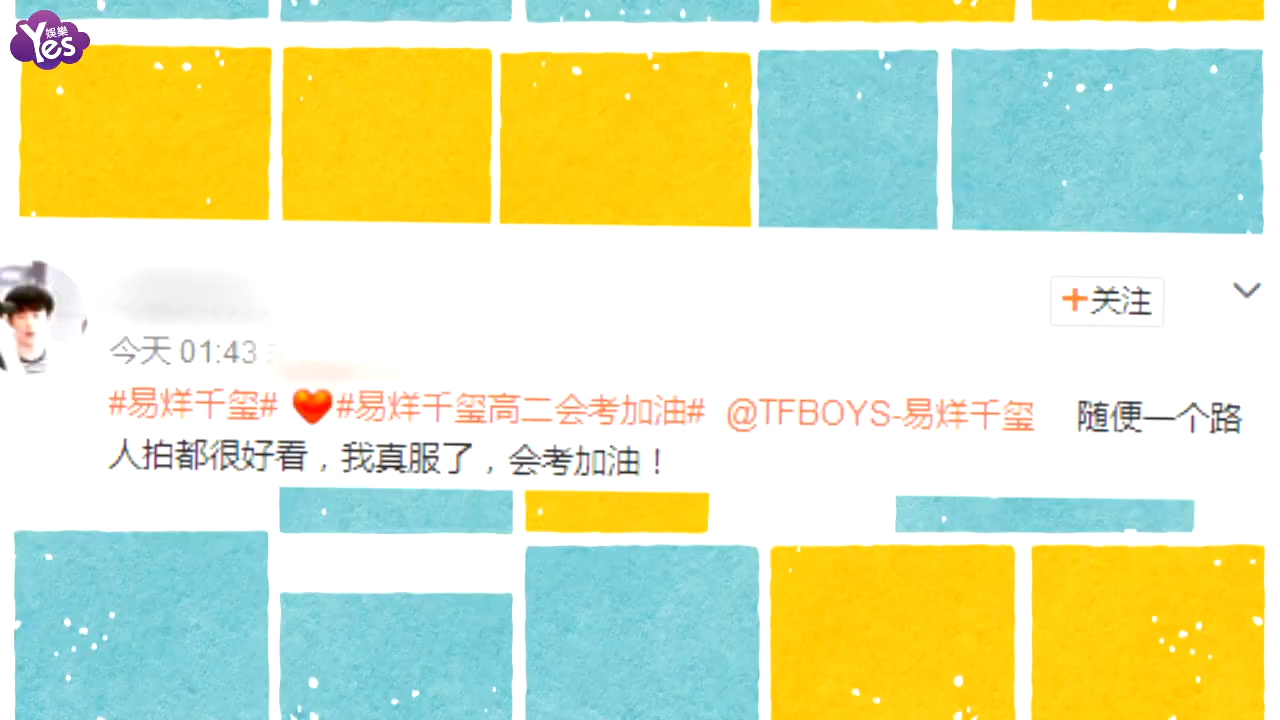 娛樂
Yes
+关注
今天 01:43
#易烊千玺# ❤#易烊千玺高二会考加油# @TFBOYS-易烊千玺 随便一个路
人拍都很好看，我真服了，会考加油！